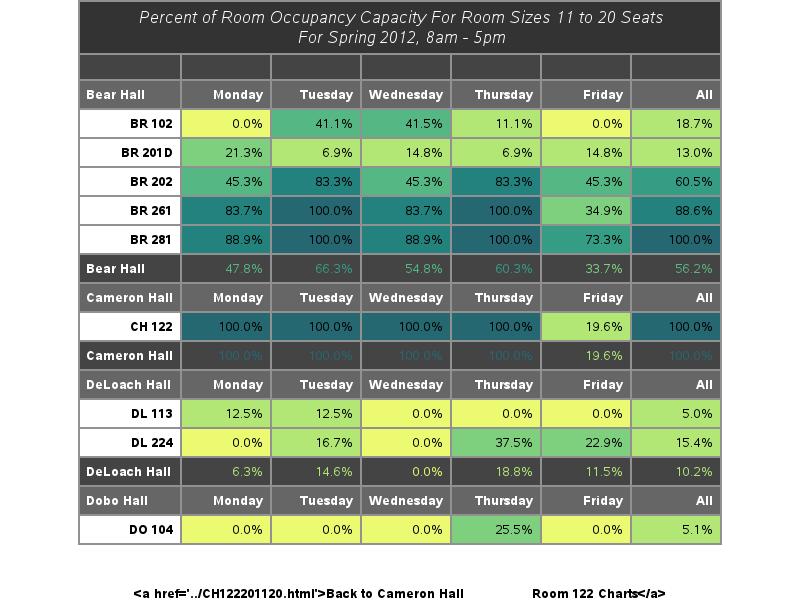 Percent of Room Occupancy Capacity For Room Sizes 11 to 20 Seats
For Spring 2012, 8am - 5pm
Bear Hall Monday Tuesday Wednesday Thursday Friday All
BR 102 0.0% 41.1% 41.5% 11.1% 0.0% 18.7%
BR 201D 21.3% 6.9% 14.8% 6.9% 14.8% 13.0%
BR 202 45.3% 83.3% 45.3% 83.3% 45.3% 60.5%
BR 261 83.7% 100.0% 83.7% 100.0% 34.9% 88.6%
BR 281 88.9% 100.0% 88.9% 100.0% 73.3% 100.0%
Bear Hall 47.8% 66.3% 54.8% 60.3% 33.7% 56.2%
Cameron Hall Monday Tuesday Wednesday Thursday Friday All
CH 122 100.0% 100.0% 100.0% 100.0% 19.6% 100.0%
Cameron Hall 100.0% 100.0% 100.0% 100.0% 19.6% 100.0%
DeLoach Hall Monday Tuesday Wednesday Thursday Friday All
DL 113 12.5% 12.5% 0.0% 0.0% 0.0% 5.0%
DL 224 0.0% 16.7% 0.0% 37.5% 22.9% 15.4%
DeLoach Hall 6.3% 14.6% 0.0% 18.8% 11.5% 10.2%
Dobo Hall Monday Tuesday Wednesday Thursday Friday All
DO 104 0.0% 0.0% 0.0% 25.5% 0.0% 5.1%
<a href='../CH122201120.html'>Back to Cameron Hall Room 122 Charts</a>